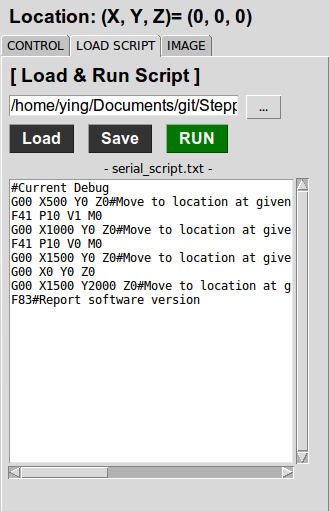 Location: (X, Y, Z)= (0, 0, 0)
CONTROL LOAD SCRIPT IMAGE
[ Load & Run Script ]
/home/ying/Documents/git/Stepp ...
Load Save RUN
- serial_script.txt -
#Current Debug
G00 X500 Y0 Z0#Move to location at given
F41 P10 V1 M0
G00 X1000 Y0 Z0#Move to location at give
F41 P10 V0 M0
G00 X1500 Y0 Z0#Move to location at give
G00 X0 Y0 Z0
G00 X1500 Y2000 Z0#Move to location at g
F83#Report software version